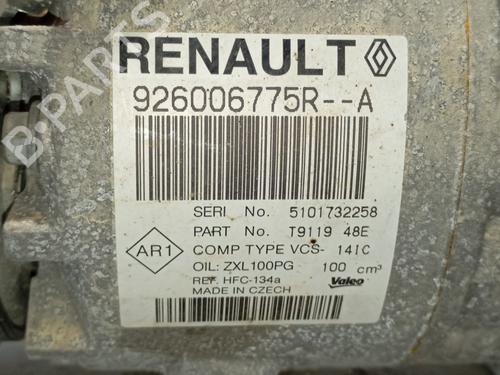 RENAULT
926006775R--A
SERI No. 5101732258
PART No. T9119 48E
AR1
COMP TYPE VCS- 14IC
OIL: ZXL100PG 100 cm³
REF. HFC-134a
MADE IN CZECH
Valeo
B-PARTS